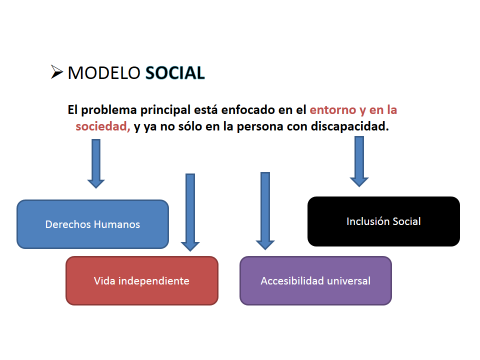 ➢ MODELO SOCIAL
El problema principal está enfocado en el entorno y en la
sociedad, y ya no sólo en la persona con discapacidad.
Derechos Humanos
Inclusión Social
Vida independiente
Accesibilidad universal